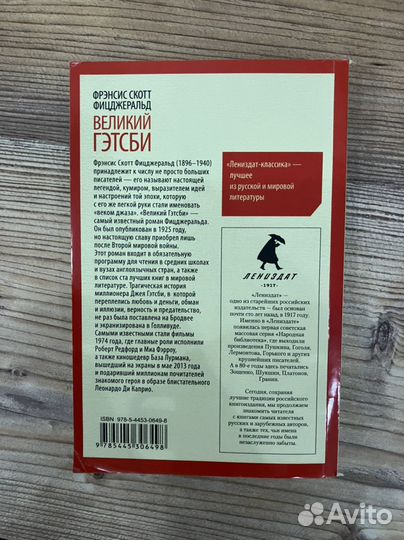 ФРЭНСИС СКОТТ
ФИЦДЖЕРАЛЬД
ВЕЛИКИЙ
ГЭТСБИ
Фрэнсис Скотт Фицджеральд (1896–1940)
принадлежит к числу не просто больших
писателей — его называют настоящей
легендой, кумиром, выразителем идей
и настроений той эпохи, которую
с его же легкой руки стали именовать
«веком джаза». «Великий Гэтсби» —
самый известный роман Фицджеральда.
Он был опубликован в 1925 году,
но настоящую славу приобрел лишь
после Второй мировой войны.
Этот роман входит в обязательную
программу для чтения в средних школах
и вузах англоязычных стран, а также
в список ста лучших книг в мировой
литературе. Трагическая история
миллионера Джея Гэтсби, в которой
переплелись любовь и деньги, обман
и иллюзии, верность и предательство,
не раз была поставлена на Бродвее
и экранизирована в Голливуде.
Самыми известными стали фильмы
1974 года, где главные роли исполнили
Роберт Редфорд и Миа Фэрроу,
а также киношедевр База Лурмана,
вышедший на экраны в мае 2013 года
и подаривший миллионам почитателей
знакомого героя в образе блистательного
Леонардо Ди Каприо.
ISBN 978-5-4453-0649-8
9 785445 306498
«Лениздат-классика» —
лучшее
из русской и мировой
литературы
ЛЕНИЗДАТ
·1917·
«Лениздат» —
одно из старейших российских
издательств — был основан
почти сто лет назад, в 1917 году.
Именно в «Лениздате»
появилась первая советская
массовая серия «Народная
библиотека», где выходили
произведения Пушкина, Гоголя,
Лермонтова, Горького и других
крупнейших писателей.
А в 80-е годы здесь печатались
Зощенко, Шукшин, Платонов,
Гранин.
Сегодня, сохраняя
лучшие традиции российского
книгоиздания, мы продолжаем
знакомить читателя
с книгами самых известных
русских и зарубежных авторов,
а также тех, чьи имена
в последние годы были
незаслуженно забыты.
Avito